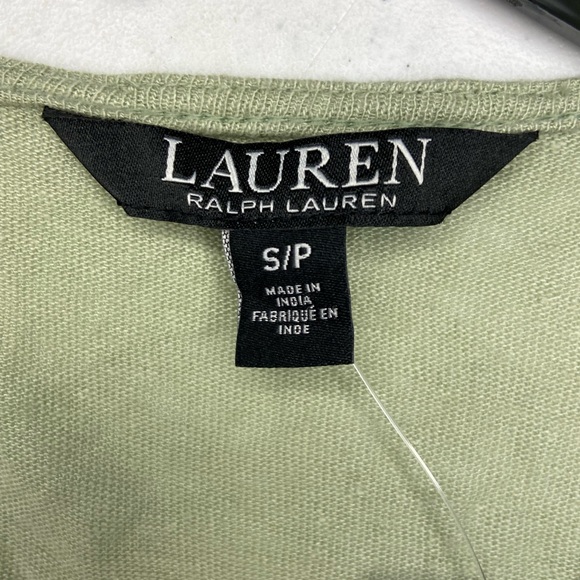 LAUREN
RALPH LAUREN
S/P
MADE IN
INDIA
FABRIQUÉ EN
INDE